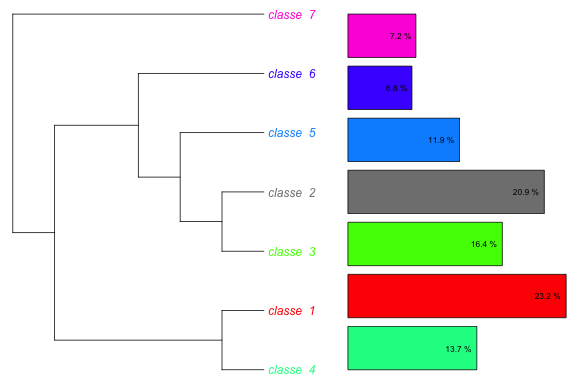 classe 7 7.2 %
classe 6 6.8 %
classe 5 11.9 %
classe 2 20.9 %
classe 3 16.4 %
classe 1 23.2 %
classe 4 13.7 %